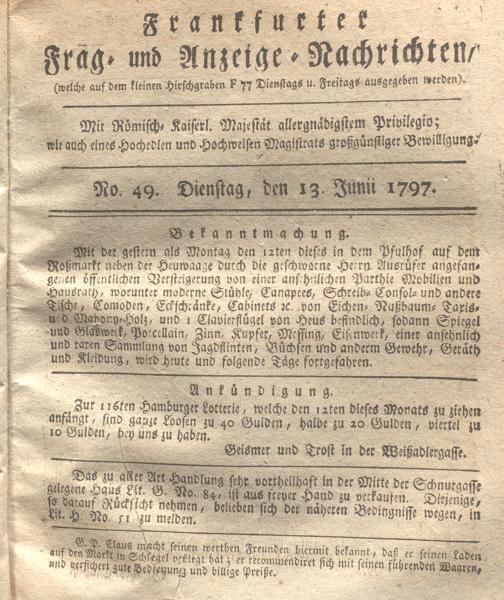 Frankfurter
Frag- und Anzeige-Nachrichten/
(welche auf dem kleinen Hirschgraben F 77 Dienstags u. Freitags ausgegeben werden).
Mit Römisch-Kaiserl. Majestät allergnädigstem Privilegio;
wie auch eines Hochedlen und Hochweisen Magistrats großgünstiger Bewilligung.
No. 49. Dienstag, den 13. Junii 1797.
Bekanntmachung.
Mit der gestern als Montag den 12ten dieses in dem Pfulhof auf dem
Roßmarkt neben der Heuwaage durch die geschworne Herrn Ausrüfer angefan-
genen öffentlichen Versteigerung von einer ansehnlichen Parthie Mobilien und
Hausrath, worunter moderne Stühle, Canapees, Schreib- Consol- und andere
Tische, Comoden, Eckschränke, Cabinets ꝛc. von Eichen- Nußbaum- Taxis-
und Mahony-Holz, und 1 Clavierflügel von Heus befindlich, sodann Spiegel
und Glaswerk, Porcellain, Zinn, Kupfer, Messing, Eisenwerk, einer ansehnlich
und raren Sammlung von Jagdflinten, Büchsen und anderm Gewehr, Geräth
und Kleidung, wird heute und folgende Täge fortgefahren.
Ankündigung.
Zur 116ten Hamburger Lotterie, welche den 12ten dieses Monats zu ziehen
anfängt, sind ganze Loosen zu 40 Gulden, halbe zu 20 Gulden, viertel zu
10 Gulden, bey uns zu haben.
Geismer und Trost in der Weißadlergasse.
Das zu aller Art Handlung sehr vortheilhaft in der Mitte der Schnurgasse
gelegene Haus Lit. G. No. 84, ist aus freyer Hand zu verkaufen. Diejenige,
so darauf Rücksicht nehmen, belieben sich der näheren Bedingnisse wegen, in
Lit. H. No. 51 zu melden.
G. P. Claus macht seinen werthen Freunden hiermit bekannt, daß er seinen Laden
auf den Markt in Schlegel verlegt hat; er recommendiret sich mit seinen führenden Waaren,
und versichert gute Bedienung und billige Preiße.